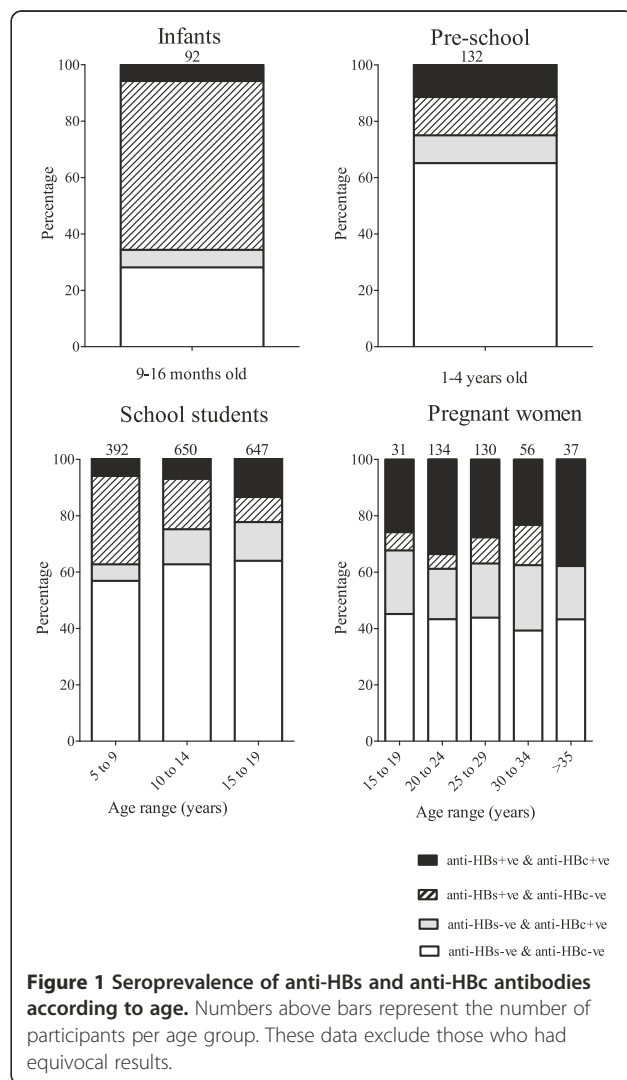 Infants
92
100
80
60
40
20
0
Percentage
9-16 months old
Pre-school
132
100
80
60
40
20
0
Percentage
1-4 years old
School students
392 650 647
100
80
60
40
20
0
Percentage
5 to 9
10 to 14
15 to 19
Age range (years)
Pregnant women
31 134 130 56 37
100
80
60
40
20
0
Percentage
15 to 19
20 to 24
25 to 29
30 to 34
>35
Age range (years)
anti-HBs+ve & anti-HBc+ve
anti-HBs+ve & anti-HBc-ve
anti-HBs-ve & anti-HBc+ve
anti-HBs-ve & anti-HBc-ve
Figure 1 Seroprevalence of anti-HBs and anti-HBc antibodies
according to age. Numbers above bars represent the number of
participants per age group. These data exclude those who had
equivocal results.